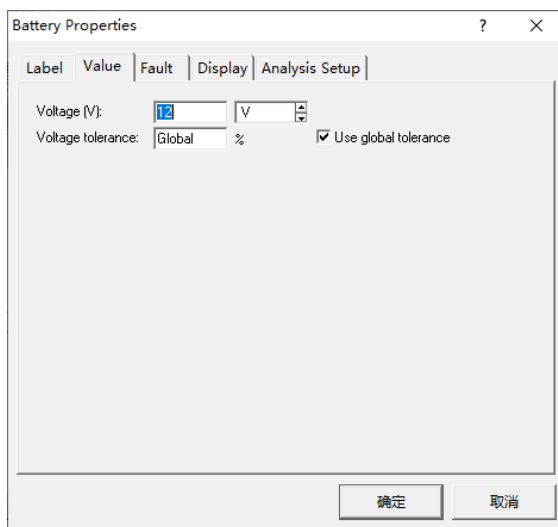 Battery Properties ? ×
Label Value Fault Display Analysis Setup
Voltage (V): 12 V
Voltage tolerance: Global % Use global tolerance
确定 取消